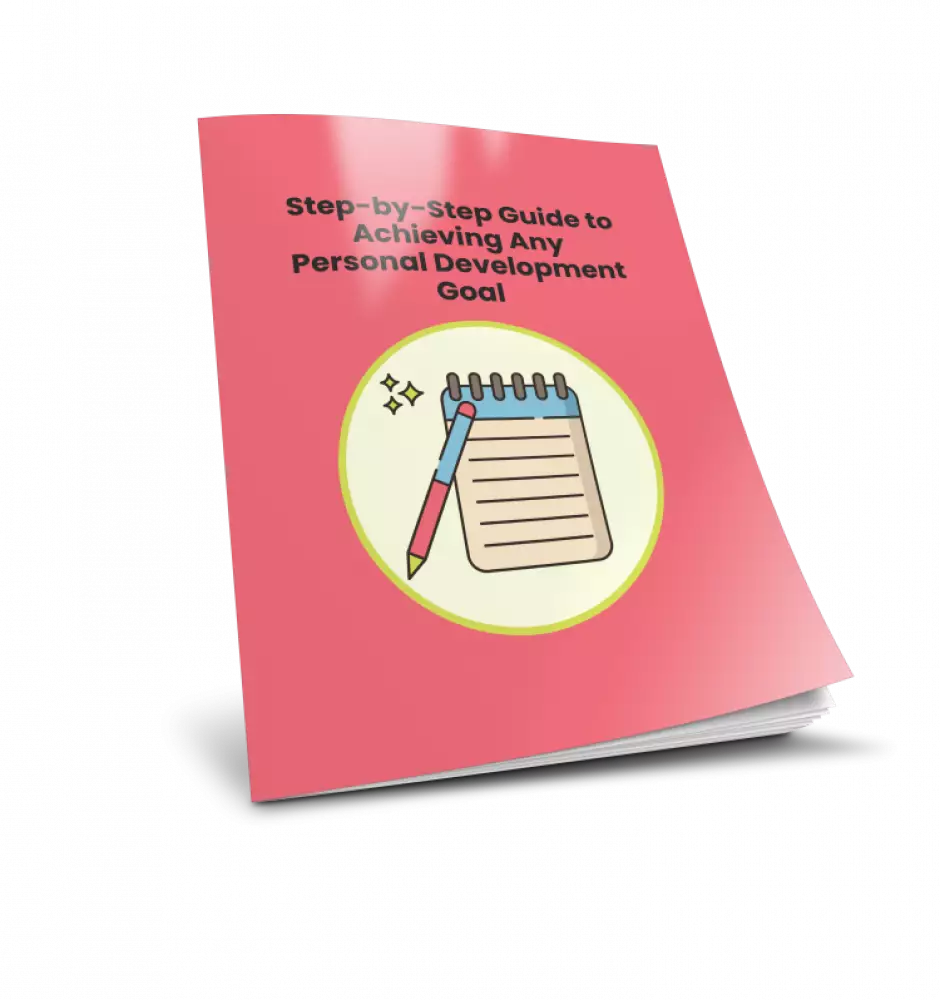 Step-by-Step Guide to
Achieving Any
Personal Development
Goal